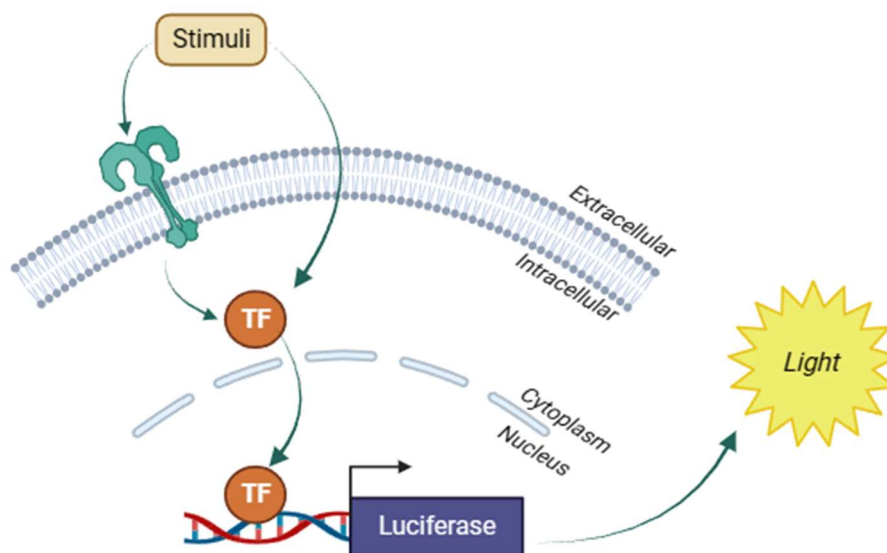 Stimuli
Extracellular
Intracellular
TF
Light
Cytoplasm
Nucleus
TF
Luciferase